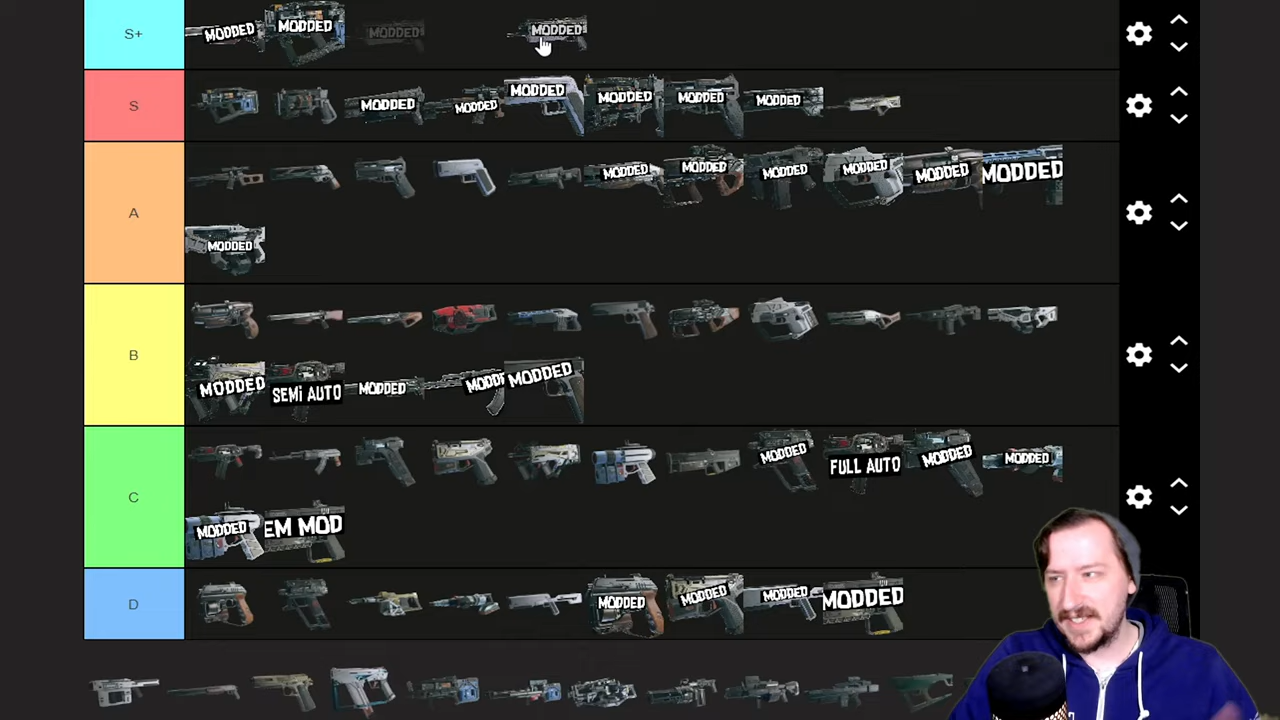 S+
MODDED MODDED MODDED MODDED
S
MODDED MODDED MODDED MODDED MODDED MODDED
A
MODDED MODDED MODDED MODDED MODDED MODDED
MODDED
B
MODDED SEMi AUTO MODDED MODDE MODDED
C
MODDED FULL AUTO MODDED MODDED
MODDED EM MOD
D
MODDED MODDED MODDED MODDED